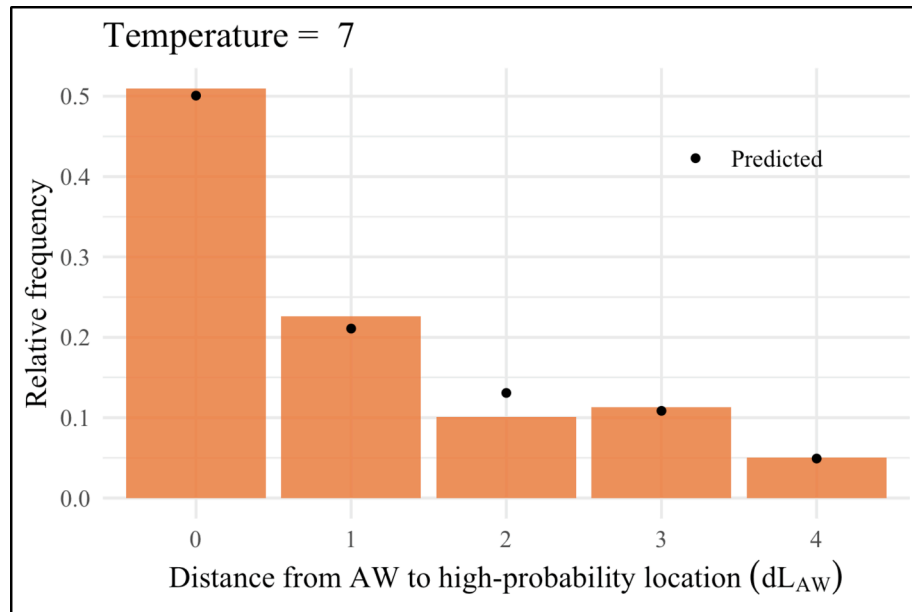 Temperature = 7
Relative frequency
0.5
0.4
0.3
0.2
0.1
0.0
Predicted
0 1 2 3 4
Distance from AW to high-probability location (dL_AW)